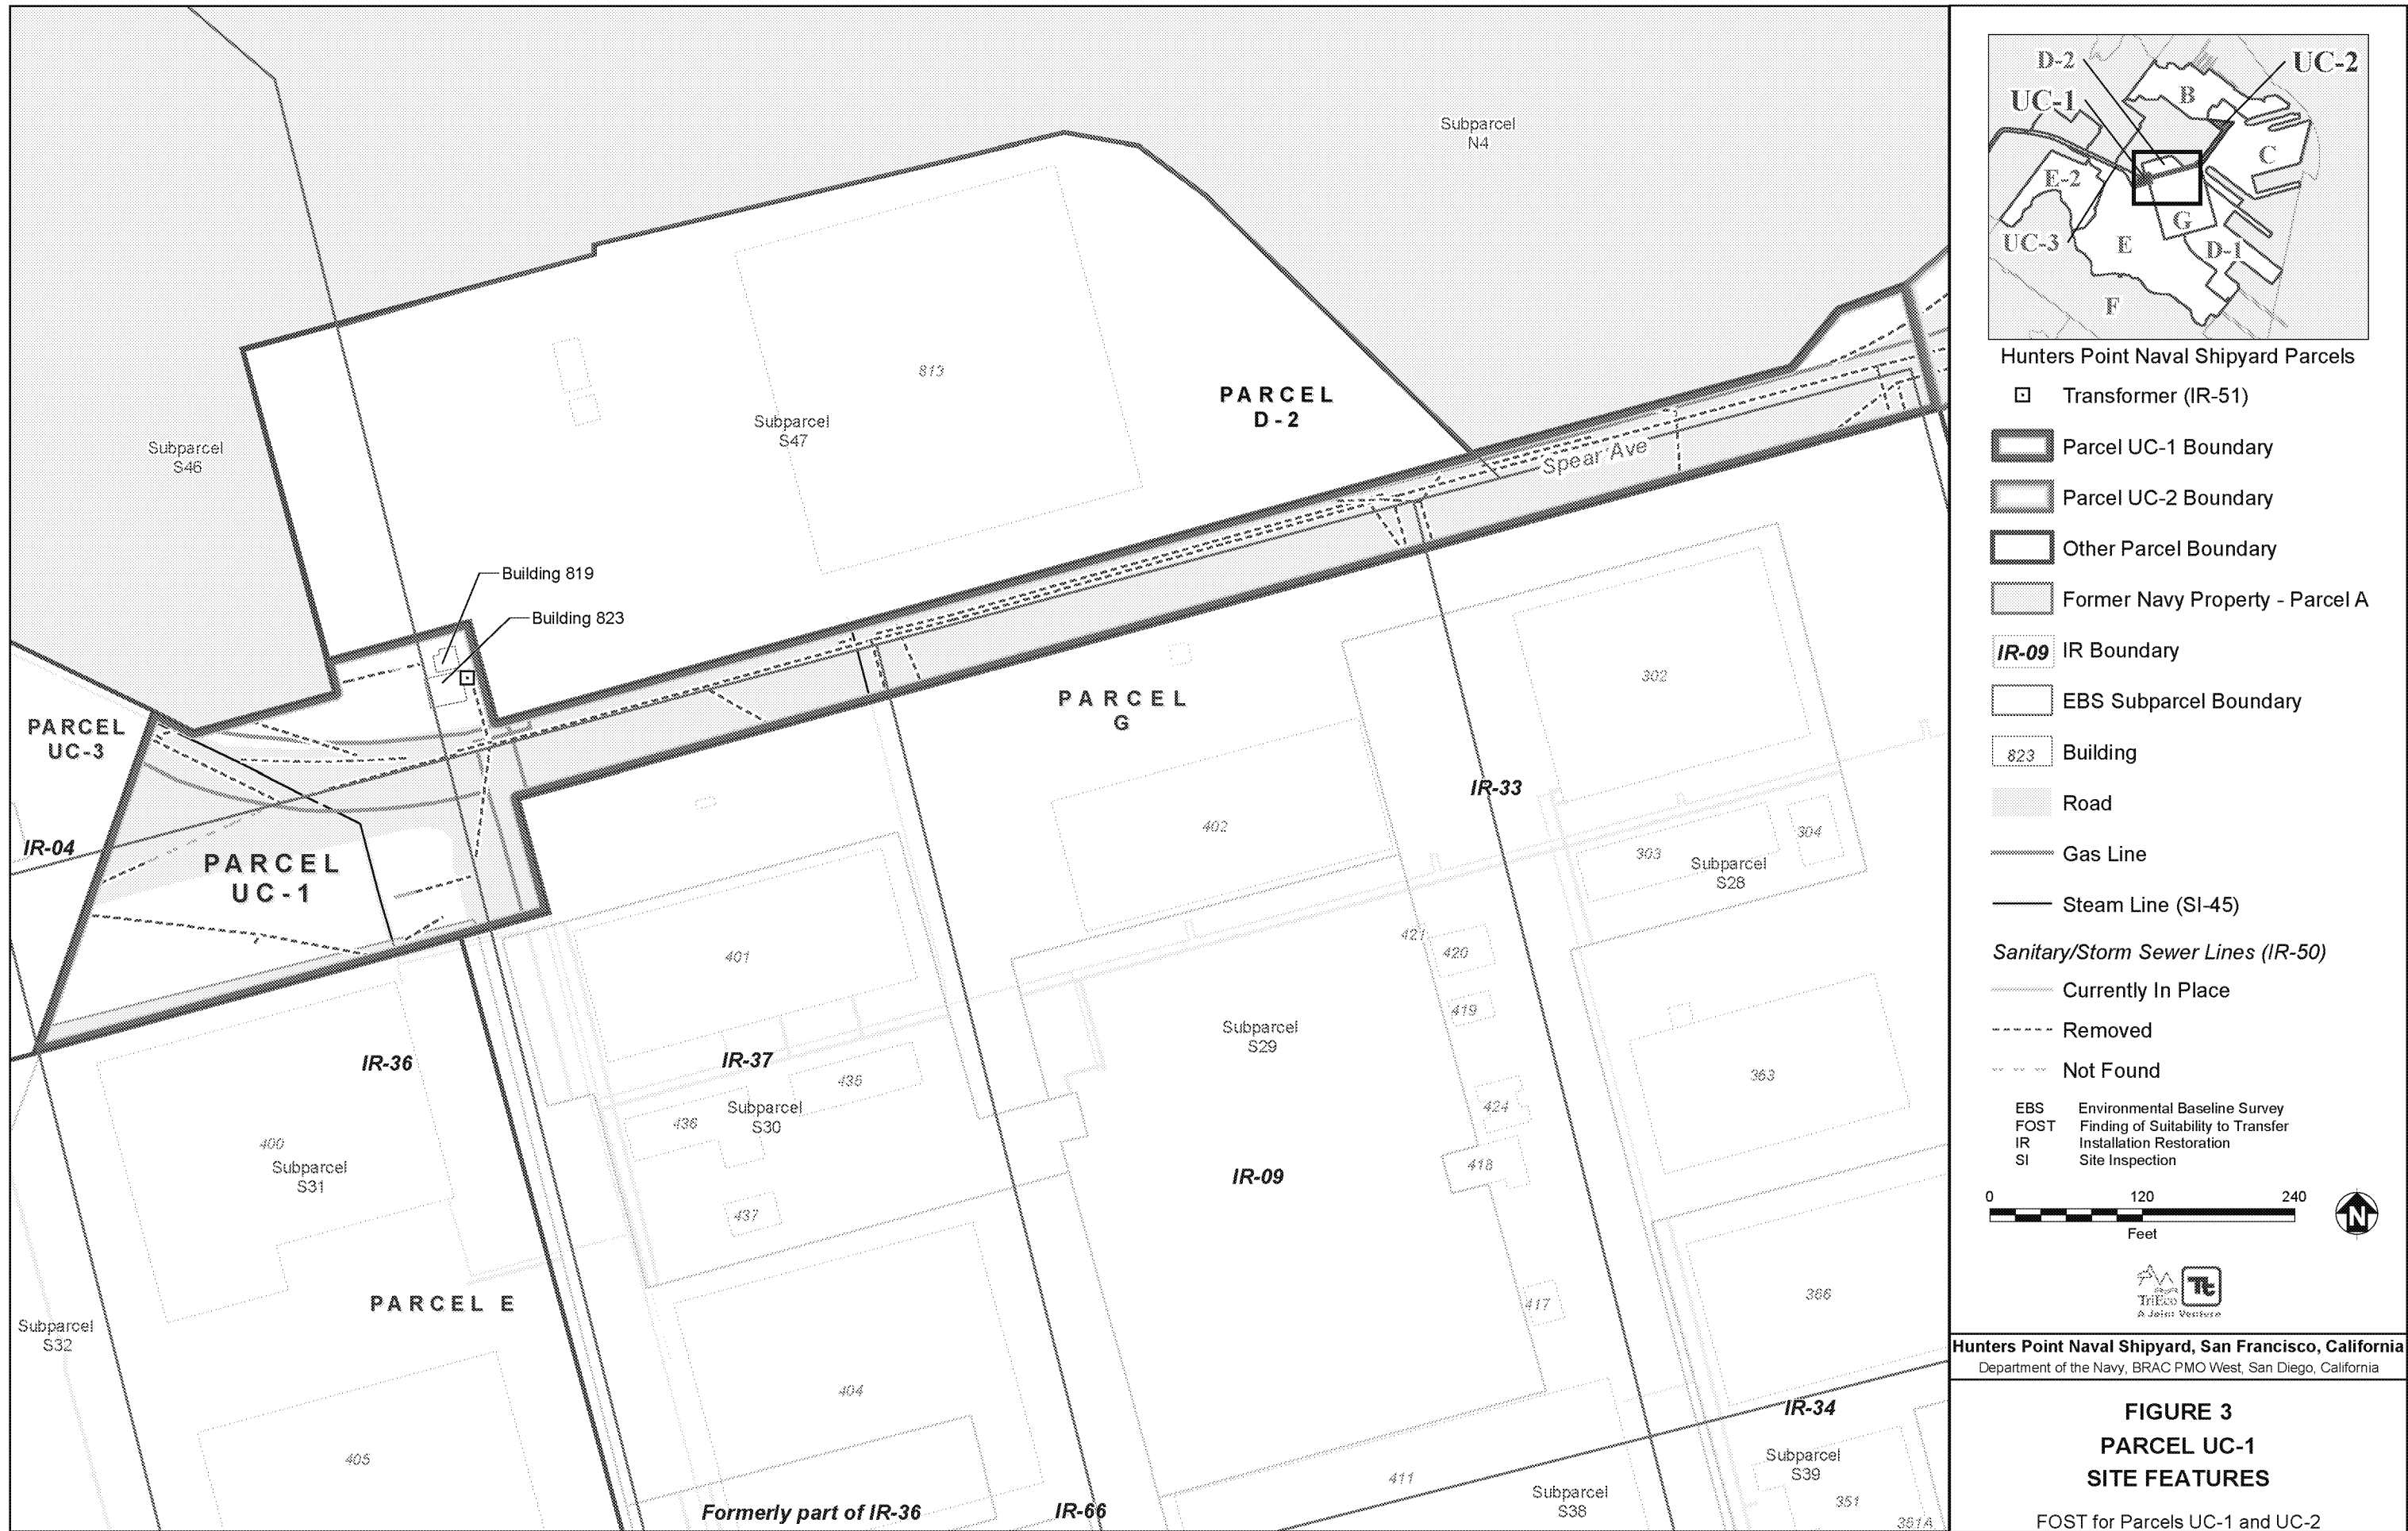 Subparcel
N4
813
Subparcel
S47
PARCEL
D-2
Subparcel
S46
Spear Ave
Building 819
Building 823
PARCEL
UC-3
PARCEL
G
302
IR-33
IR-04
PARCEL
UC-1
402
303
304
Subparcel
S28
401
421
420
419
Subparcel
S29
IR-36
IR-37
435
436
Subparcel
S30
363
424
400
Subparcel
S31
IR-09
418
437
PARCEL E
Subparcel
S32
417
366
404
IR-34
405
411
Subparcel
S38
Subparcel
S39
351
351A
Formerly part of IR-36
IR-66
D-2
UC-2
UC-1
B
C
E-2
G
UC-3
E
D-1
F
Hunters Point Naval Shipyard Parcels
Transformer (IR-51)
Parcel UC-1 Boundary
Parcel UC-2 Boundary
Other Parcel Boundary
Former Navy Property - Parcel A
IR-09 IR Boundary
EBS Subparcel Boundary
823 Building
Road
Gas Line
Steam Line (SI-45)
Sanitary/Storm Sewer Lines (IR-50)
Currently In Place
Removed
Not Found
EBS Environmental Baseline Survey
FOST Finding of Suitability to Transfer
IR Installation Restoration
SI Site Inspection
0 120 240
Feet
N
TriEco
Tt
A Joint Venture
Hunters Point Naval Shipyard, San Francisco, California
Department of the Navy, BRAC PMO West, San Diego, California
FIGURE 3
PARCEL UC-1
SITE FEATURES
FOST for Parcels UC-1 and UC-2